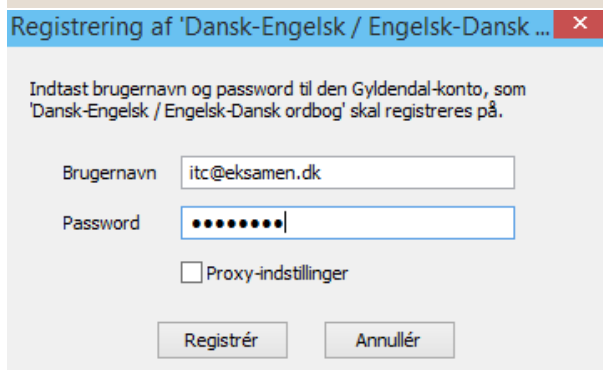 Registrering af 'Dansk-Engelsk / Engelsk-Dansk ...
Indtast brugernavn og password til den Gyldendal-konto, som
'Dansk-Engelsk / Engelsk-Dansk ordbog' skal registreres på.
Brugernavn itc@eksamen.dk
Password ●●●●●●●●
Proxy-indstillinger
Registrér Annullér